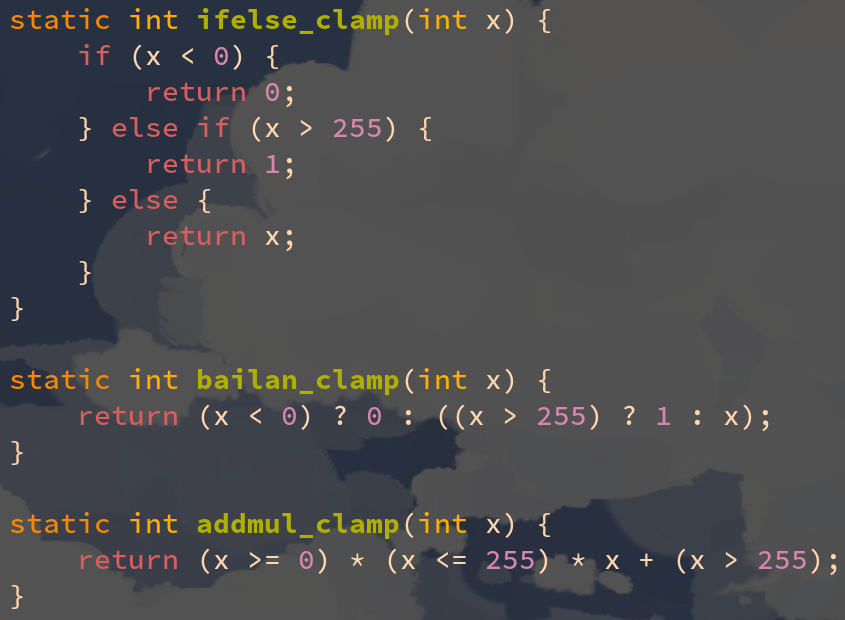 static int ifelse_clamp(int x) {
    if (x < 0) {
        return 0;
    } else if (x > 255) {
        return 1;
    } else {
        return x;
    }
}

static int bailan_clamp(int x) {
    return (x < 0) ? 0 : ((x > 255) ? 1 : x);
}

static int addmul_clamp(int x) {
    return (x >= 0) * (x <= 255) * x + (x > 255);
}